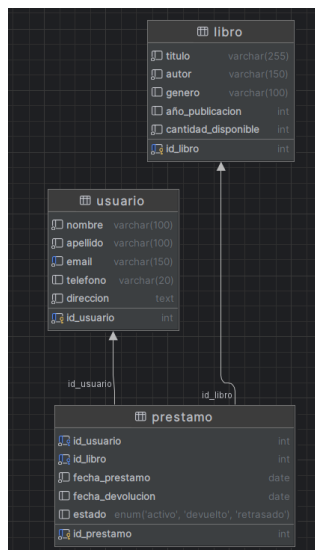 libro
titulo varchar(255)
autor varchar(150)
genero varchar(100)
año_publicacion int
cantidad_disponible int
id_libro int
usuario
nombre varchar(100)
apellido varchar(100)
email varchar(150)
telefono varchar(20)
direccion text
id_usuario int
id_usuario
id_libro
prestamo
id_usuario int
id_libro int
fecha_prestamo date
fecha_devolucion date
estado enum('activo', 'devuelto', 'retrasado')
id_prestamo int